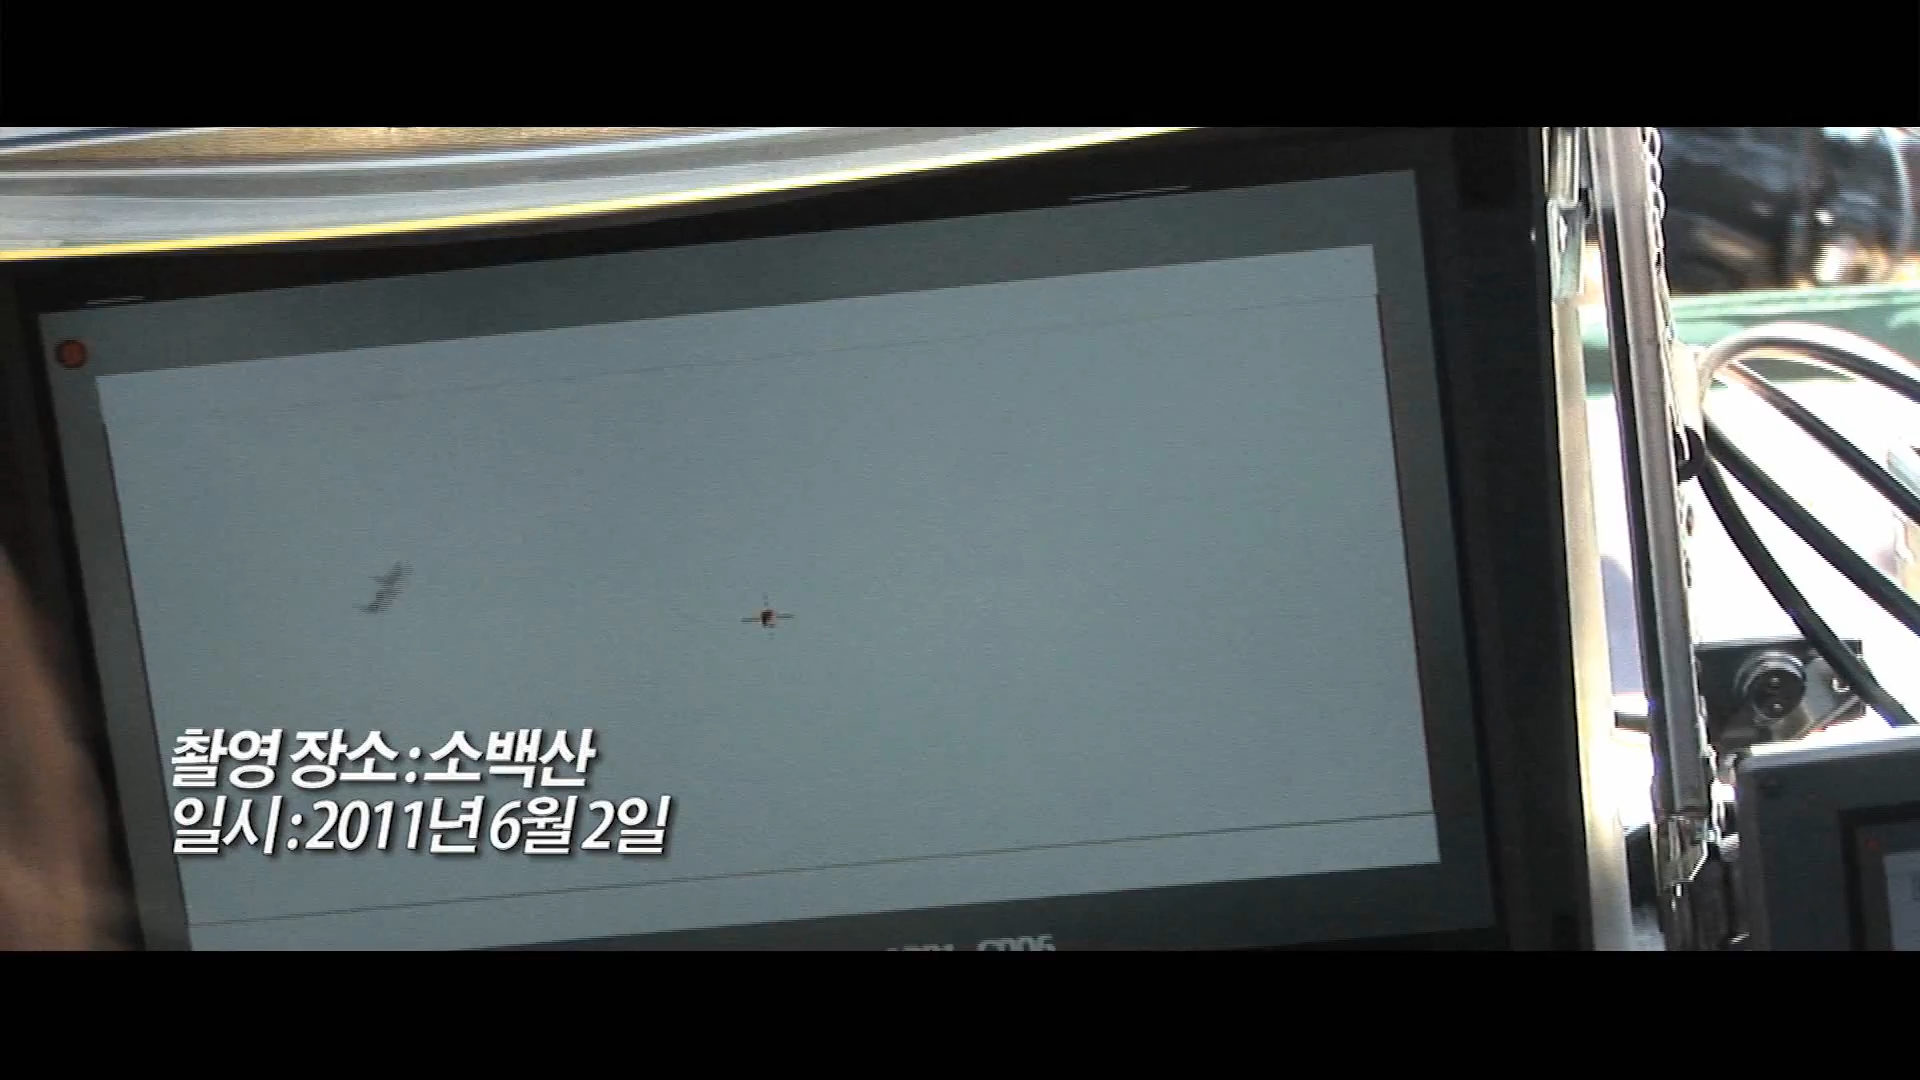 촬영 장소 : 소백산
일시 : 2011년 6월 2일